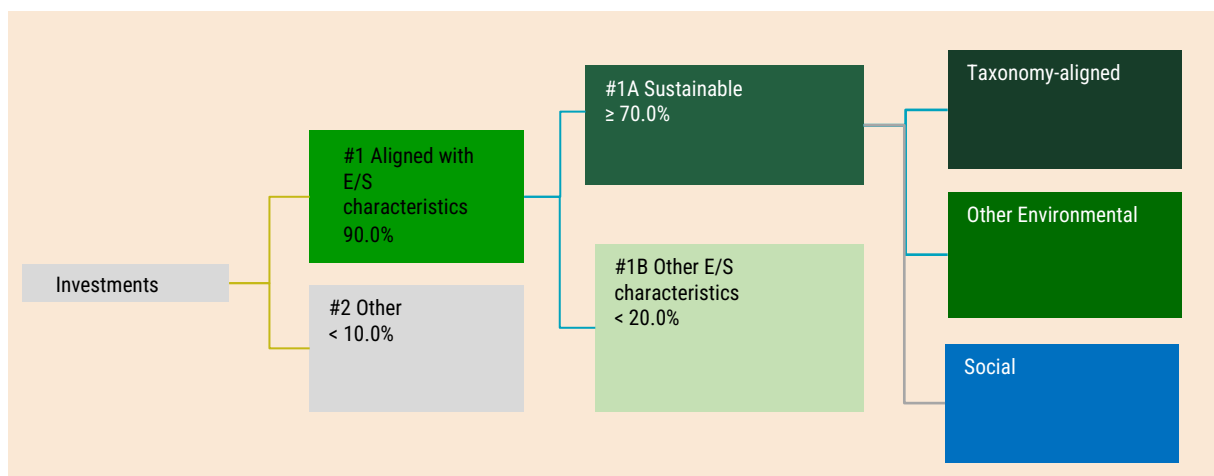 Investments
#1 Aligned with
E/S
characteristics
90.0%
#2 Other
< 10.0%
#1A Sustainable
≥ 70.0%
#1B Other E/S
characteristics
< 20.0%
Taxonomy-aligned
Other Environmental
Social